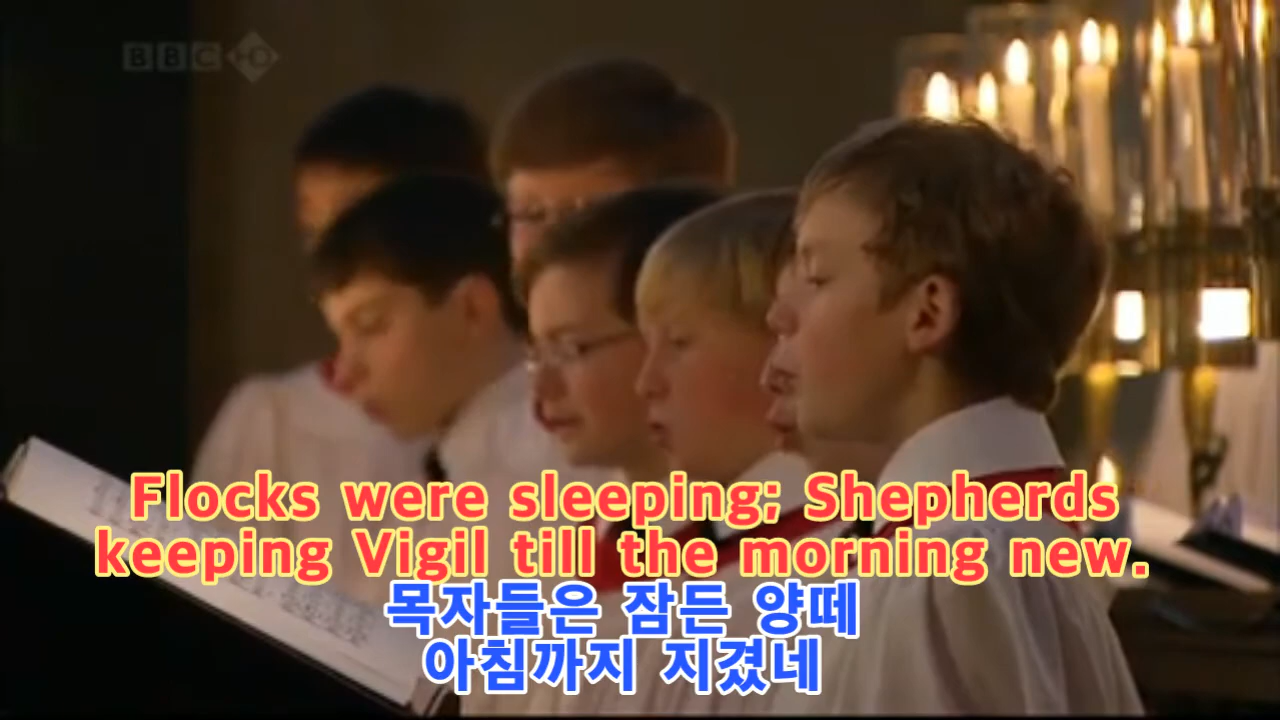 BBC HD
Flocks were sleeping; Shepherds
keeping Vigil till the morning new.
목자들은 잠든 양떼
아침까지 지켰네